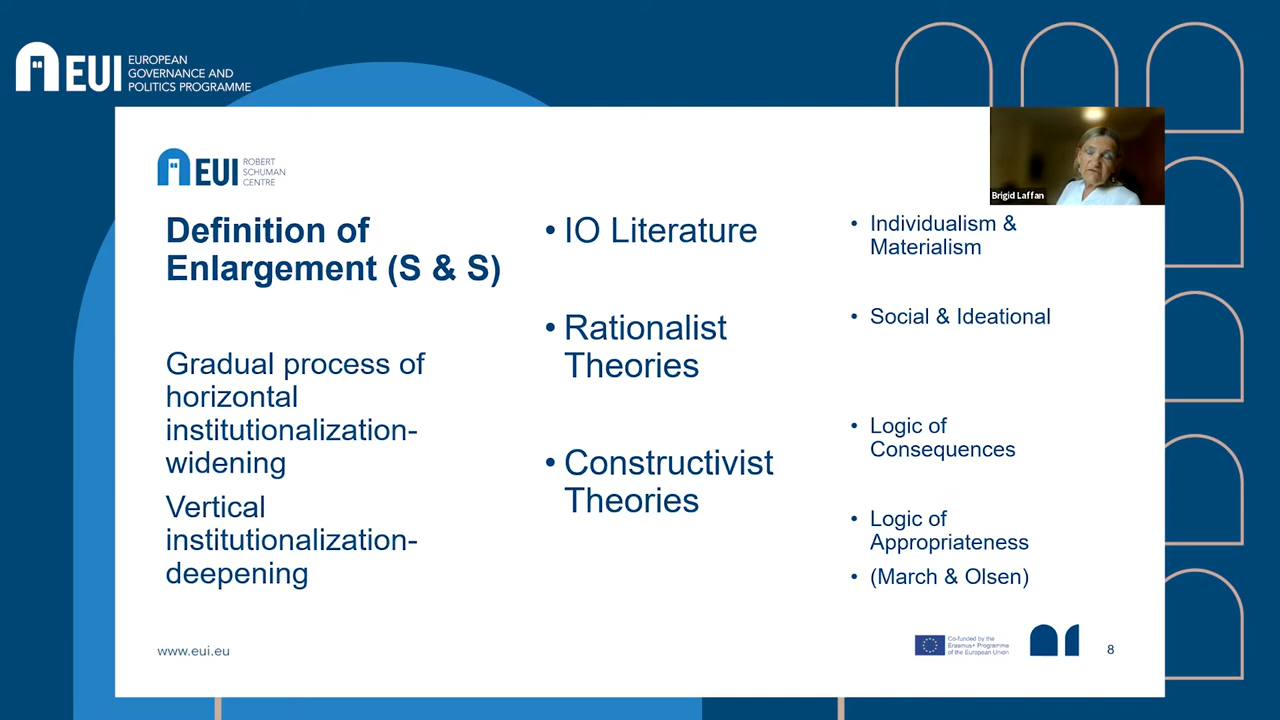 EUI
EUROPEAN
GOVERNANCE AND
POLITICS PROGRAMME
EUI
ROBERT
SCHUMAN
CENTRE
Brigid Laffan
Definition of
Enlargement (S & S)
Gradual process of
horizontal
institutionalization-
widening
Vertical
institutionalization-
deepening
• IO Literature
• Rationalist
Theories
• Constructivist
Theories
• Individualism &
Materialism
• Social & Ideational
• Logic of
Consequences
• Logic of
Appropriateness
• (March & Olsen)
www.eui.eu
Co-funded by the
Erasmus+ Programme
of the European Union
8